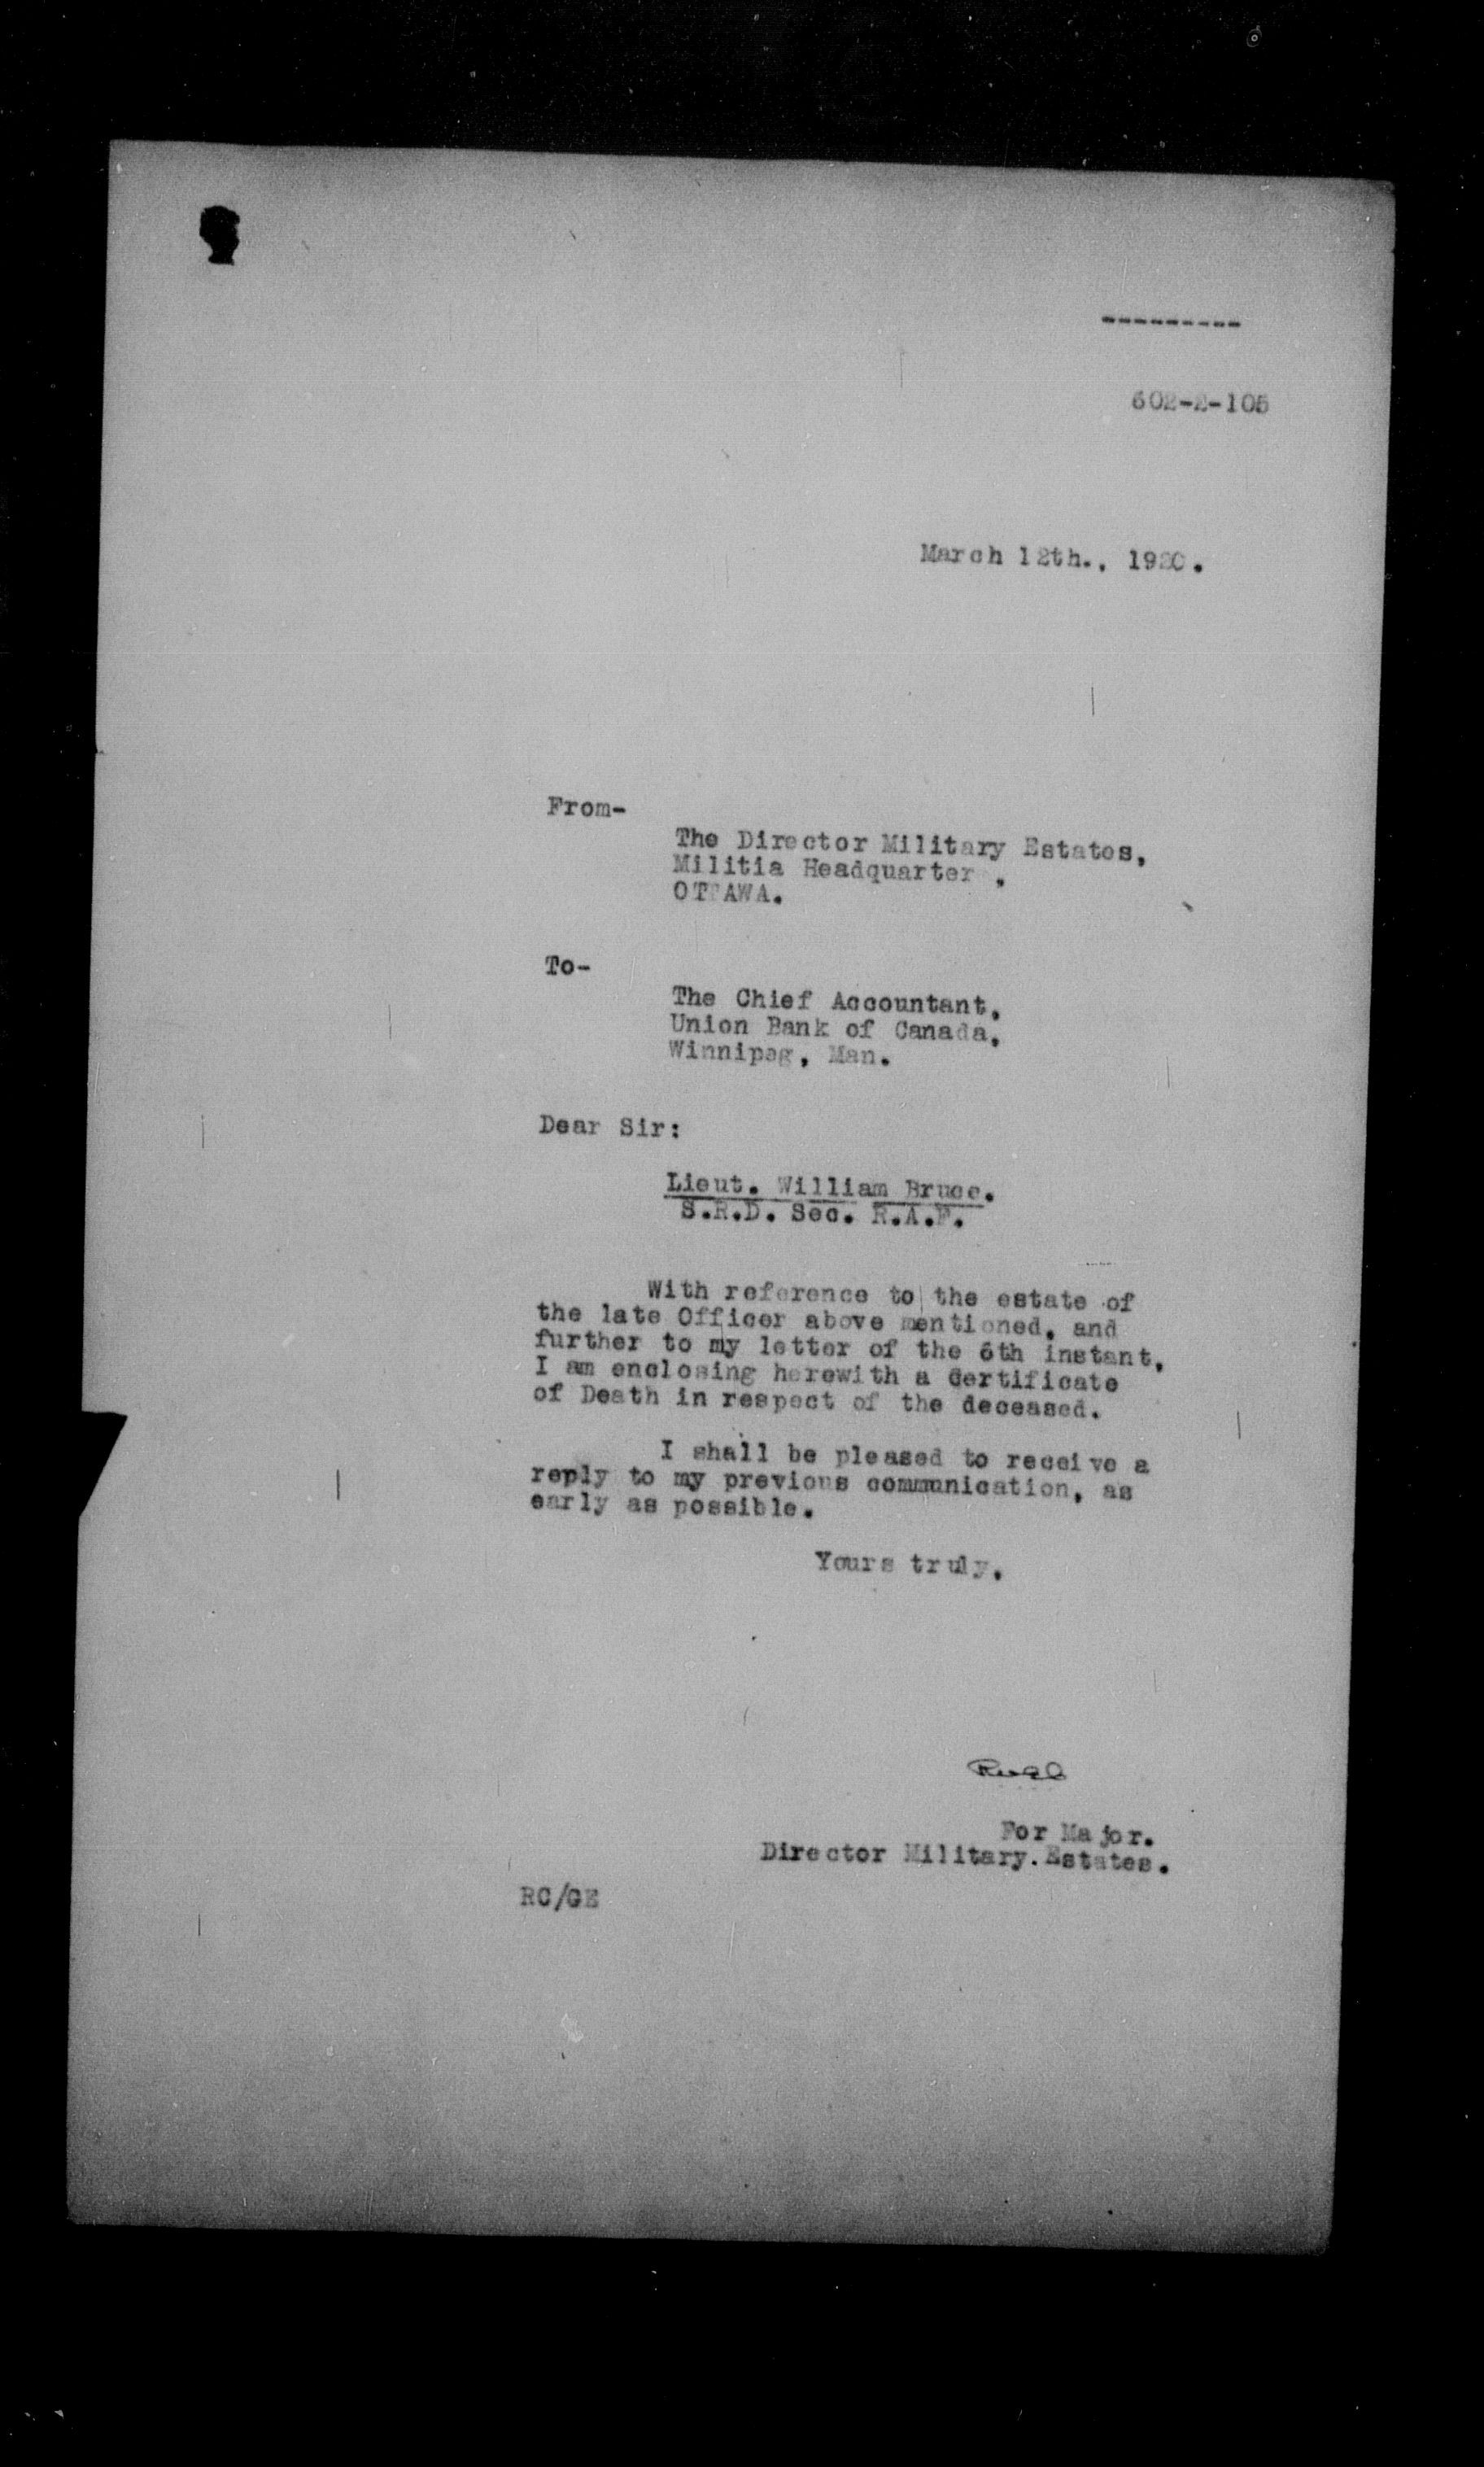 ---------
602-2-105
March 12th., 1920.
From-
The Director Military Estates,
Militia Headquarter ,
OTTAWA.
To-
The Chief Accountant,
Union Bank of Canada,
Winnipeg, Man.
Dear Sir:
Lieut. William Bruce.
S.R.D. Sec. R.A.F.
With reference to the estate of
the late Officer above mentioned, and
further to my letter of the 6th instant,
I am enclosing herewith a Certificate
of Death in respect of the deceased.
I shall be pleased to receive a
reply to my previous communication, as
early as possible.
Yours truly,
For Major.
Director Military.Estates.
RC/GE